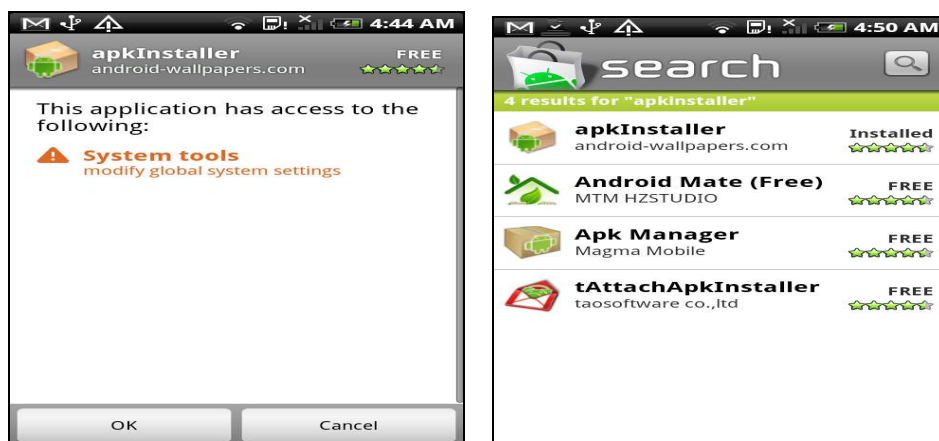 4:44 AM
apkInstaller
FREE
android-wallpapers.com
This application has access to the
following:
System tools
modify global system settings
OK
Cancel
4:50 AM
search
4 results for "apkinstaller"
apkInstaller
Installed
android-wallpapers.com
Android Mate (Free)
FREE
MTM HZSTUDIO
Apk Manager
FREE
Magma Mobile
tAttachApkInstaller
FREE
taosoftware co.,ltd